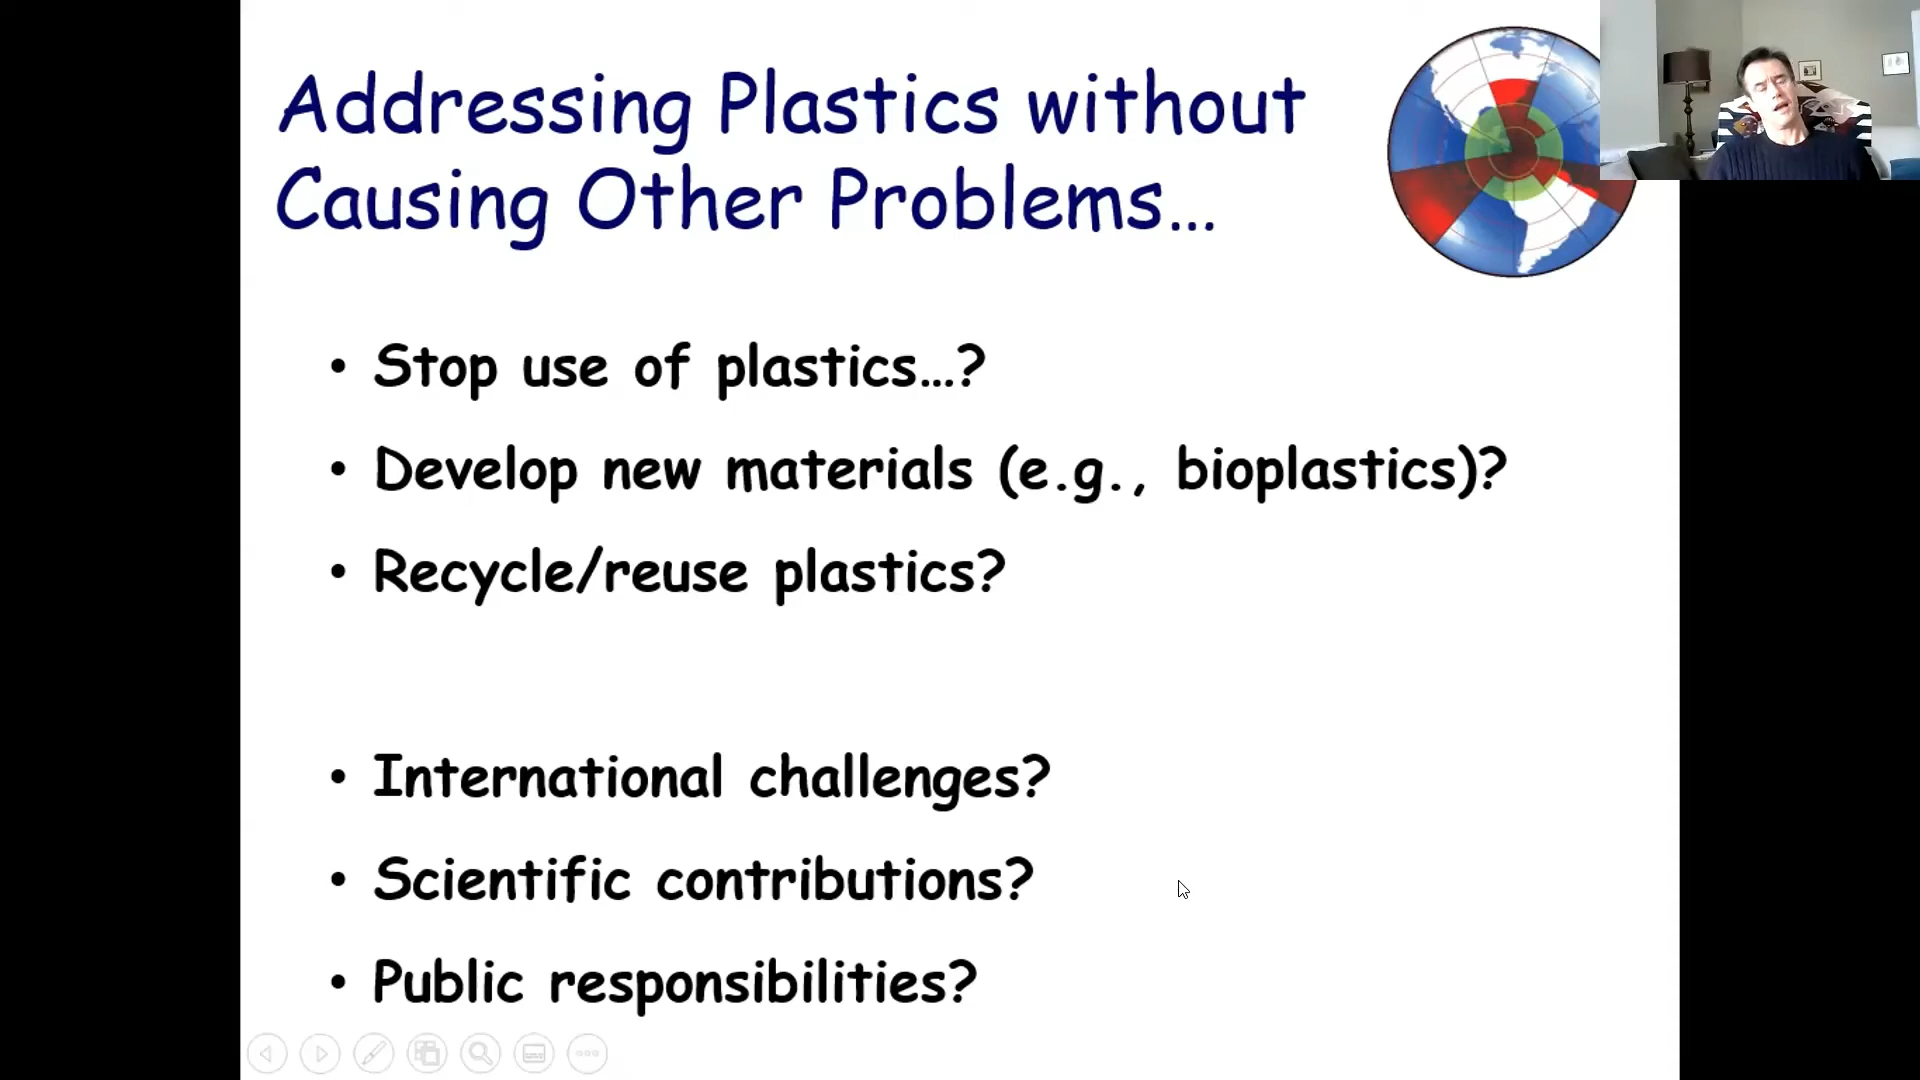 Addressing Plastics without
Causing Other Problems...
• Stop use of plastics...?
• Develop new materials (e.g., bioplastics)?
• Recycle/reuse plastics?
• International challenges?
• Scientific contributions?
• Public responsibilities?